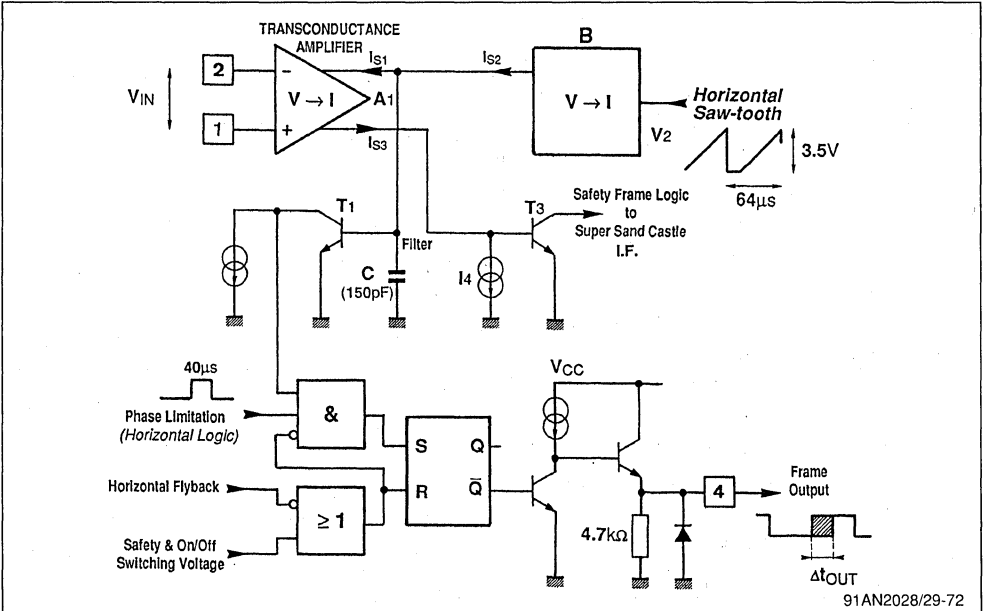 TRANSCONDUCTANCE
AMPLIFIER
B
2
−
IS1
IS2
VIN
V → I
A1
V → I
Horizontal
Saw-tooth
1
+
IS3
V2
3.5V
64µs
Safety Frame Logic
to
Super Sand Castle
I.F.
T1
T3
Filter
C
(150pF)
I4
40µs
VCC
&
Phase Limitation
(Horizontal Logic)
S
Q
R
Q̅
Horizontal Flyback
≥ 1
4
Frame
Output
4.7kΩ
Safety & On/Off
Switching Voltage
ΔtOUT
91AN2028/29-72